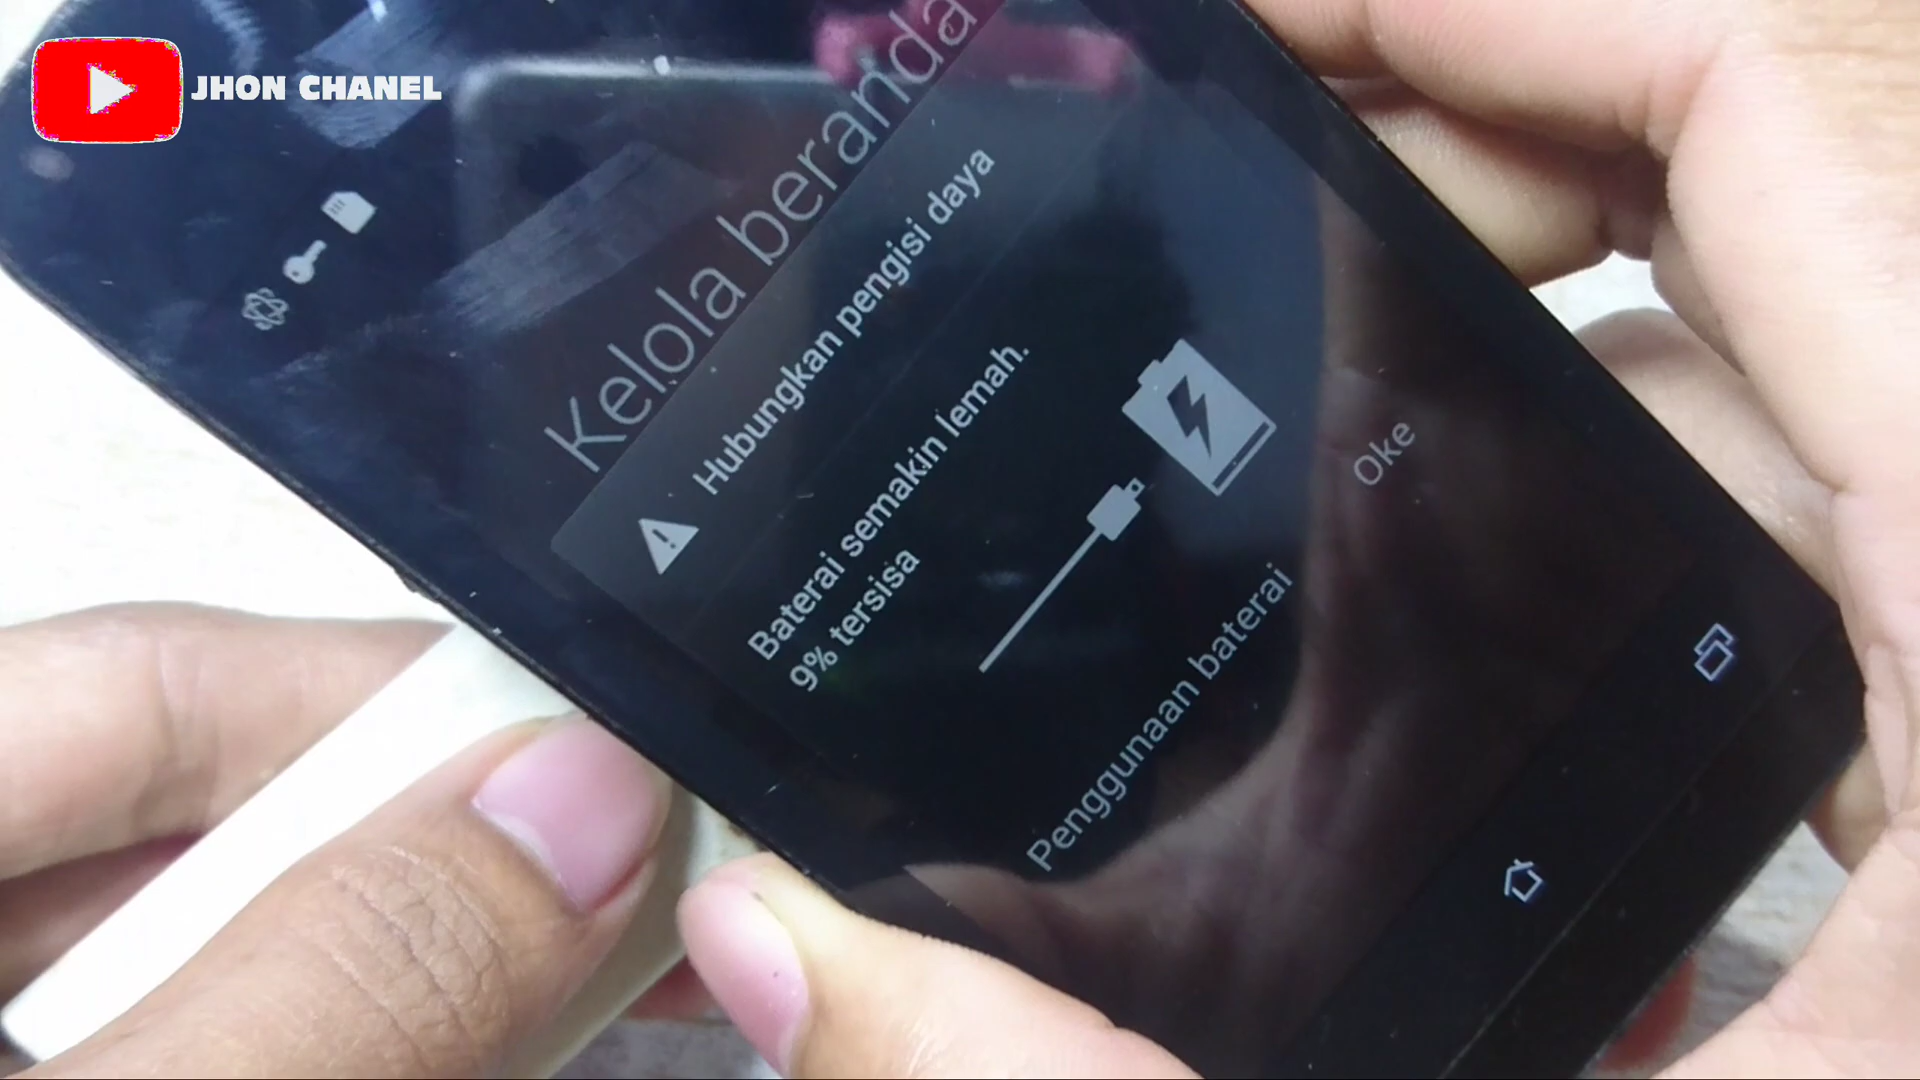 JHON CHANEL
Kelola beranda
Hubungkan pengisi daya
Baterai semakin lemah.
9% tersisa
Penggunaan baterai
Oke